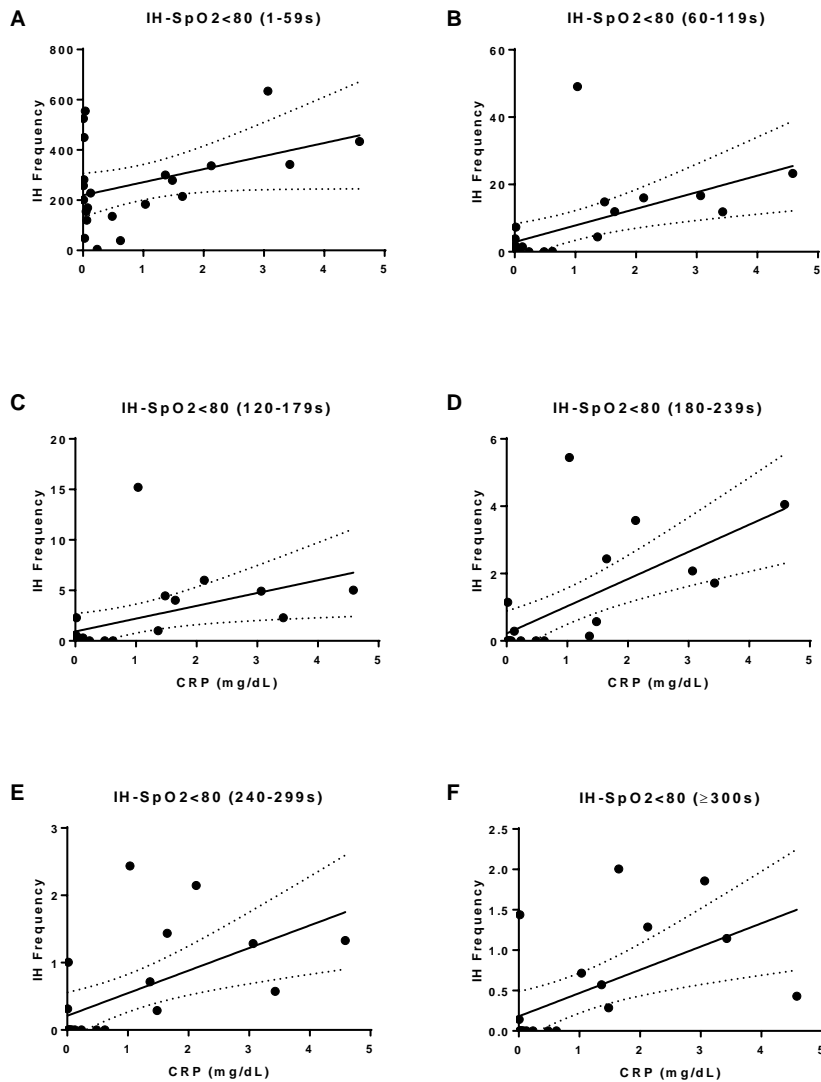 A
IH-SpO2<80 (1-59s)
IH Frequency
800
600
400
200
0
0 1 2 3 4 5
B
IH-SpO2<80 (60-119s)
IH Frequency
60
40
20
0
0 1 2 3 4 5
C
IH-SpO2<80 (120-179s)
IH Frequency
20
15
10
5
0
0 1 2 3 4 5
CRP (mg/dL)
D
IH-SpO2<80 (180-239s)
IH Frequency
6
4
2
0
0 1 2 3 4 5
CRP (mg/dL)
E
IH-SpO2<80 (240-299s)
IH Frequency
3
2
1
0
0 1 2 3 4 5
CRP (mg/dL)
F
IH-SpO2<80 (≥300s)
IH Frequency
2.5
2.0
1.5
1.0
0.5
0.0
0 1 2 3 4 5
CRP (mg/dL)